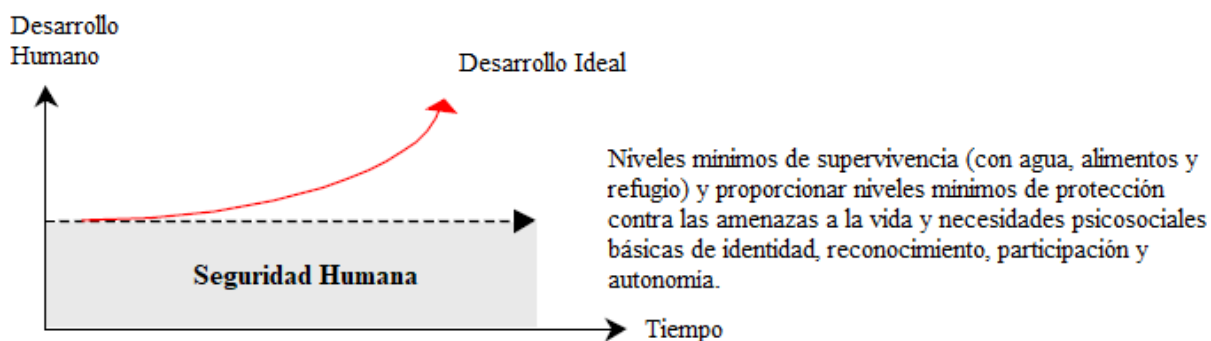 Desarrollo
Humano
Desarrollo Ideal
Niveles mínimos de supervivencia (con agua, alimentos y
refugio) y proporcionar niveles mínimos de protección
contra las amenazas a la vida y necesidades psicosociales
básicas de identidad, reconocimiento, participación y
autonomía.
Seguridad Humana
Tiempo